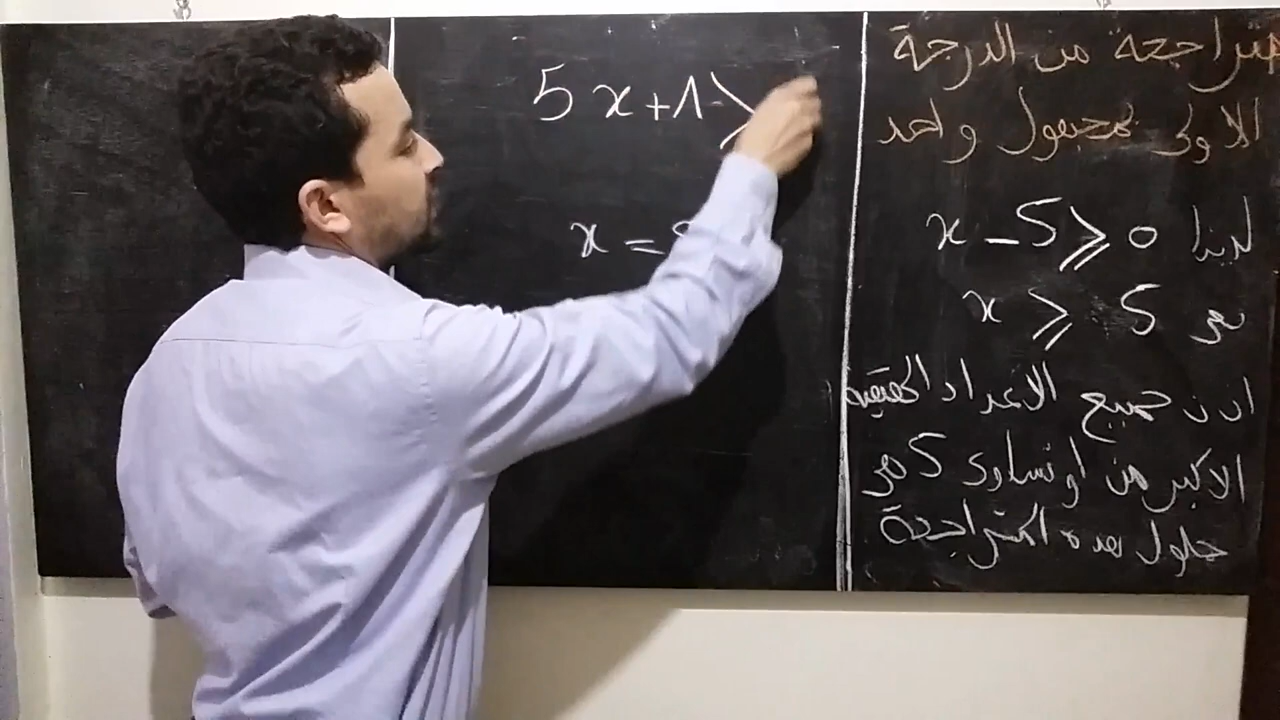 متراجحة من الدرجة
الاولى بمجهول واحد
لدينا x - 5 ⩾ 0
يعني x ⩾ 5
اذن جميع الاعداد الحقيقية
الاكبر من او تساوي 5 هي
حلول هذه المتراجحة
5x + 1 >
x =